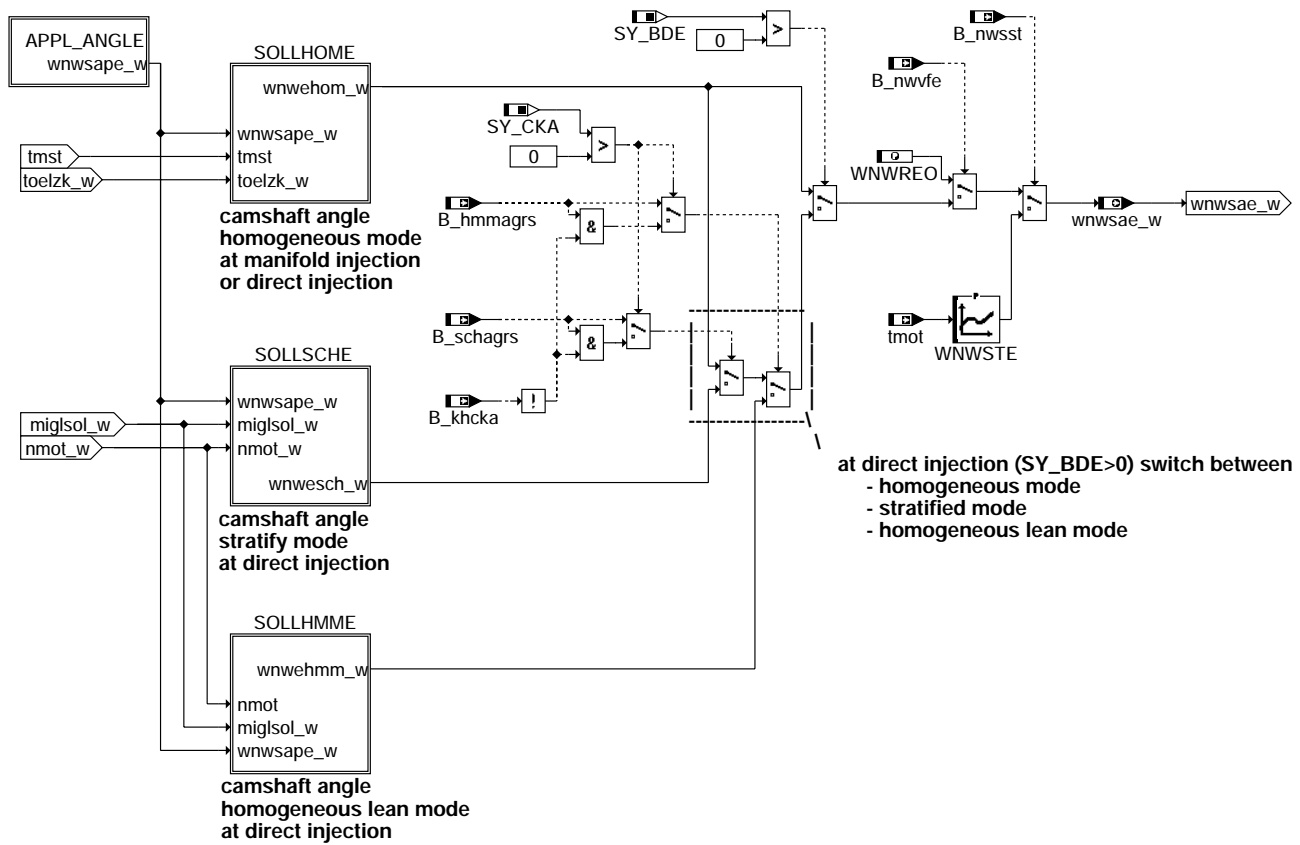 APPL_ANGLE
wnwsape_w
SOLLHOME
wnwehom_w
wnwsape_w
tmst
toelzk_w
tmst
toelzk_w
camshaft angle
homogeneous mode
at manifold injection
or direct injection
SY_BDE
0
>
B_nwsst
B_nwvfe
SY_CKA
0
>
WNWREO
B_hmmagrs
&
wnwsae_w
wnwsae_w
B_schagrs
&
B_khcka
!
tmot
P
WNWSTE
SOLLSCHE
wnwsape_w
miglsol_w
nmot_w
wnwesch_w
miglsol_w
nmot_w
camshaft angle
stratify mode
at direct injection
at direct injection (SY_BDE>0) switch between
- homogeneous mode
- stratified mode
- homogeneous lean mode
SOLLHMME
wnwehmm_w
nmot
miglsol_w
wnwsape_w
camshaft angle
homogeneous lean mode
at direct injection